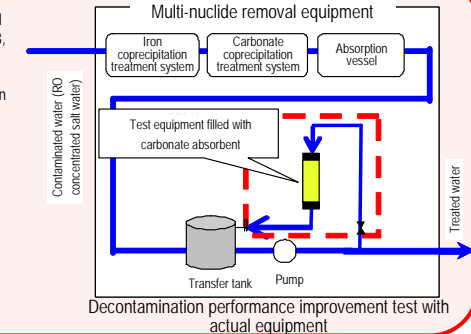 Multi-nuclide removal equipment
Iron
coprecipitation
treatment system
Carbonate
coprecipitation
treatment system
Absorption
vessel
Contaminated water (RO
concentrated salt water)
Test equipment filled with
carbonate absorbent
Treated water
Transfer tank
Pump
Decontamination performance improvement test with
actual equipment